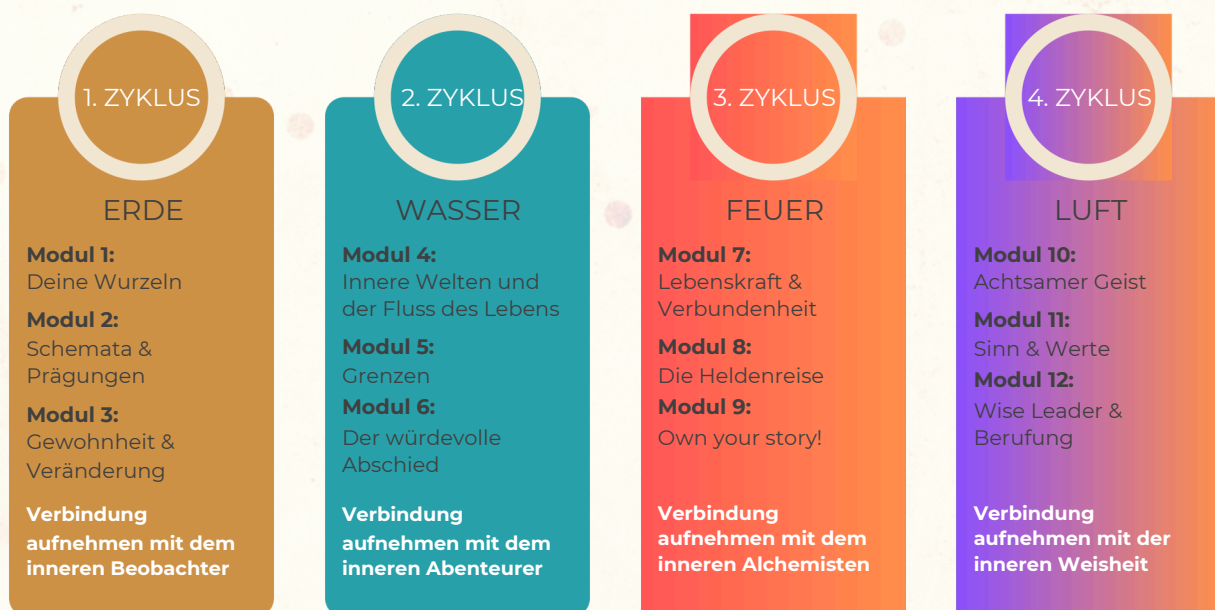 1. ZYKLUS
ERDE
Modul 1:
Deine Wurzeln
Modul 2:
Schemata &
Prägungen
Modul 3:
Gewohnheit &
Veränderung
Verbindung
aufnehmen mit dem
inneren Beobachter
2. ZYKLUS
WASSER
Modul 4:
Innere Welten und
der Fluss des Lebens
Modul 5:
Grenzen
Modul 6:
Der würdevolle
Abschied
Verbindung
aufnehmen mit dem
inneren Abenteurer
3. ZYKLUS
FEUER
Modul 7:
Lebenskraft &
Verbundenheit
Modul 8:
Die Heldenreise
Modul 9:
Own your story!
Verbindung
aufnehmen mit dem
inneren Alchemisten
4. ZYKLUS
LUFT
Modul 10:
Achtsamer Geist
Modul 11:
Sinn & Werte
Modul 12:
Wise Leader &
Berufung
Verbindung
aufnehmen mit der
inneren Weisheit